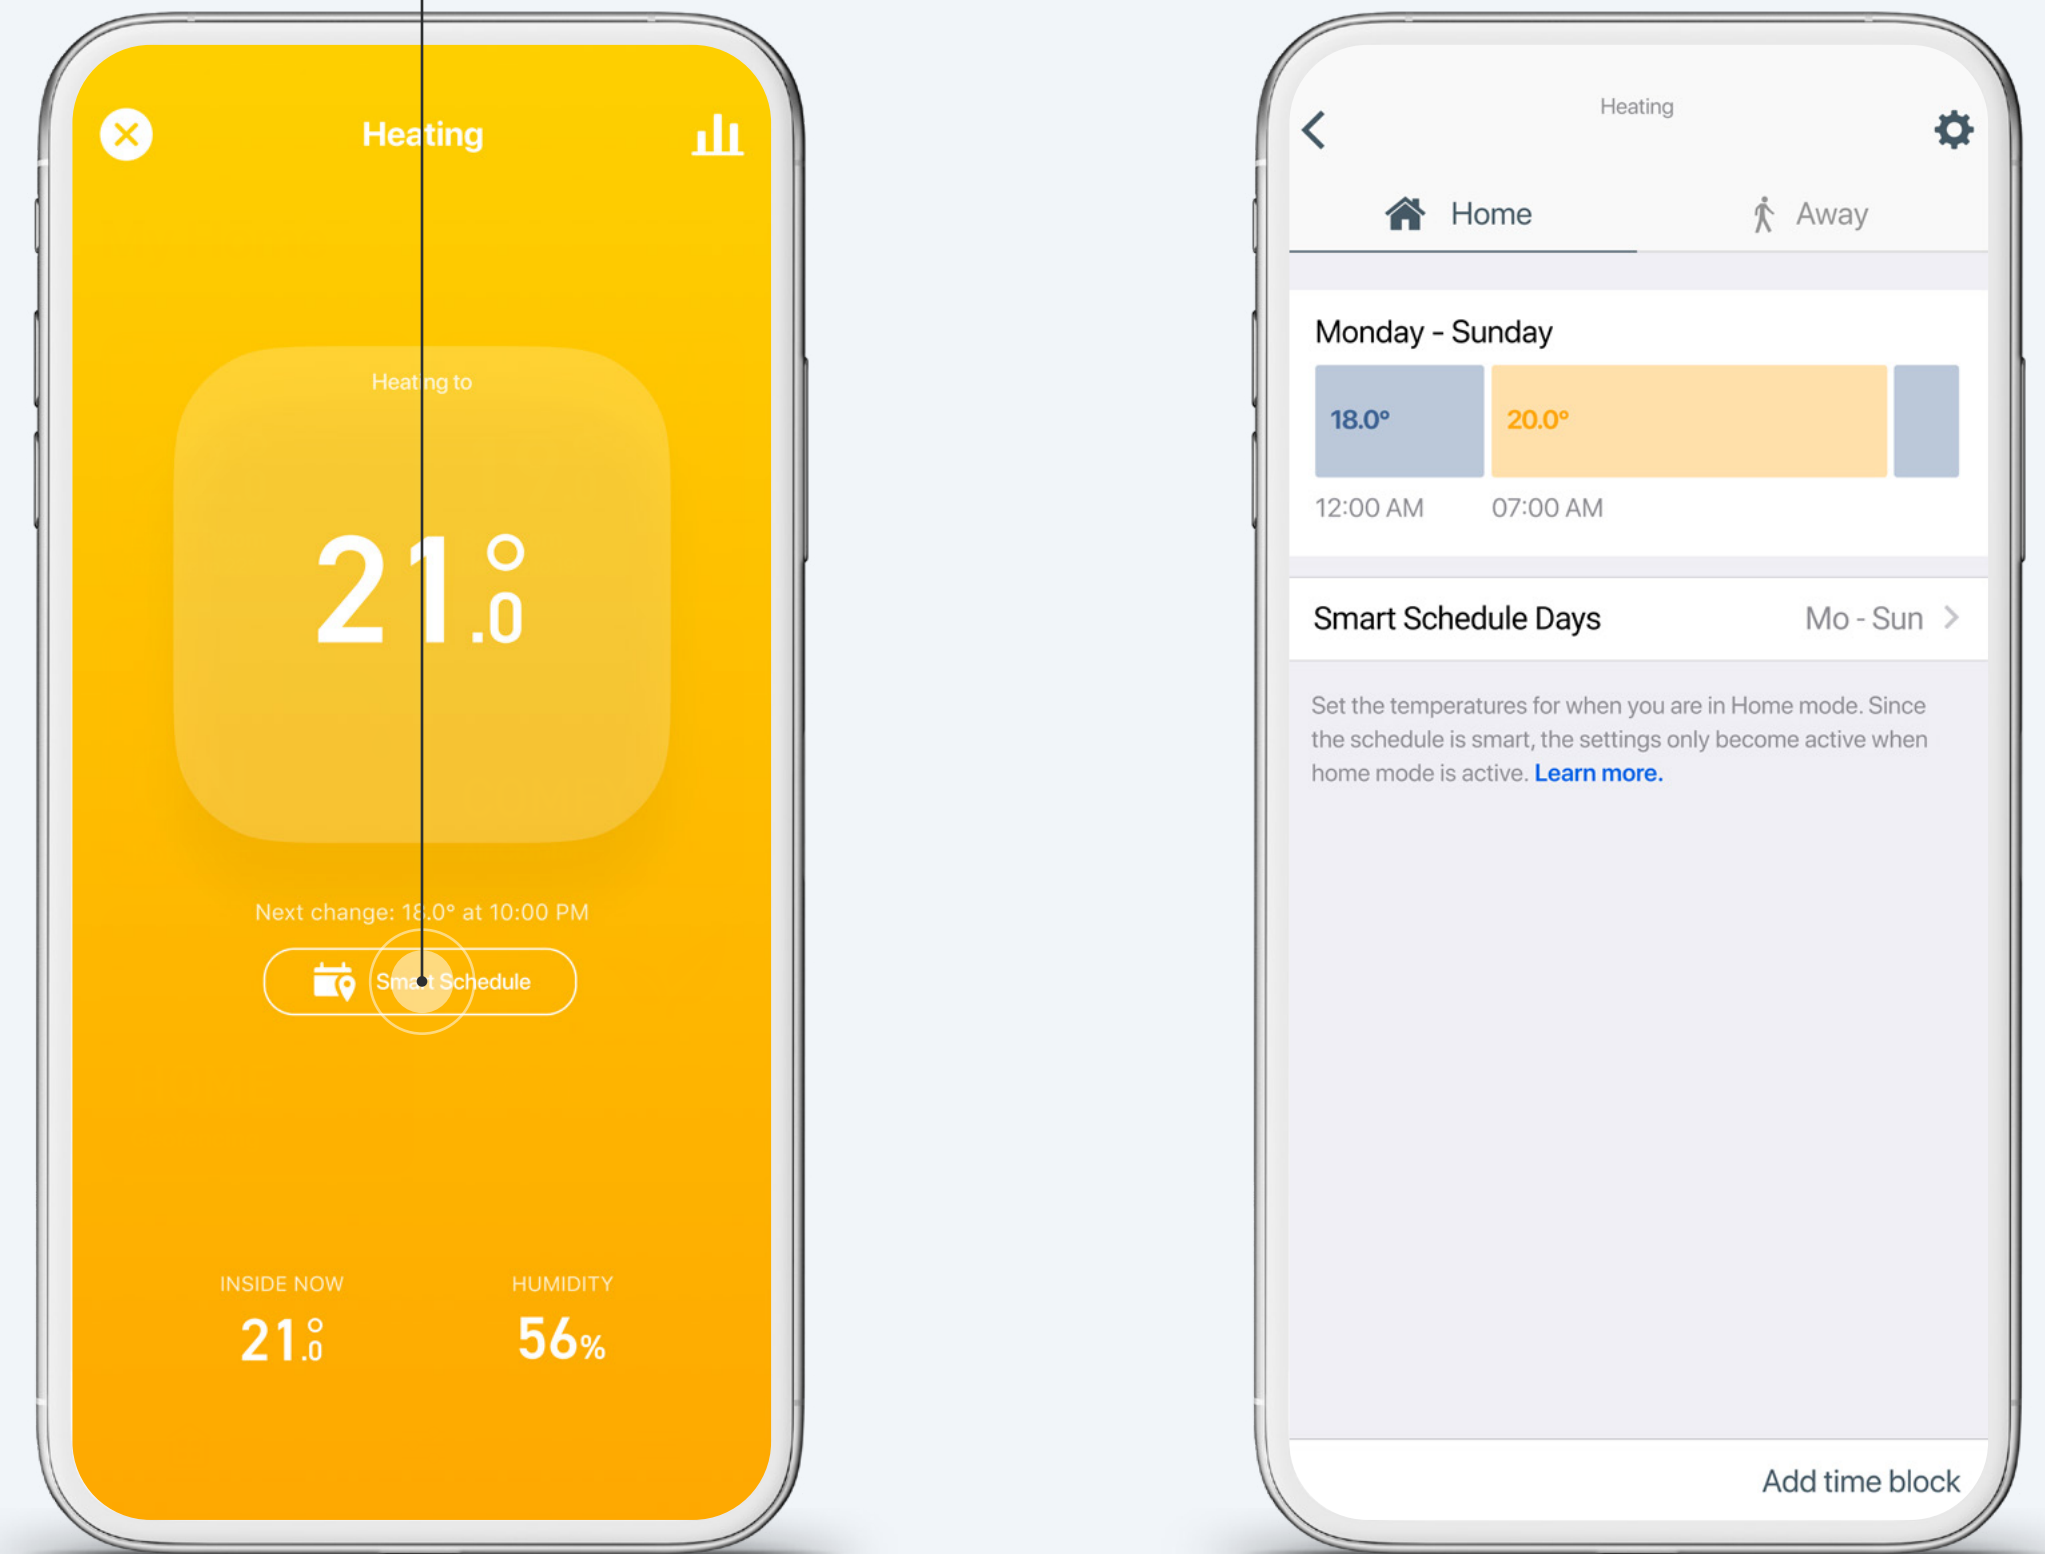 Heating
Heating to
21.0°
Next change: 18.0° at 10:00 PM
Smart Schedule
INSIDE NOW
21.0°
HUMIDITY
56%
Heating
Home
Away
Monday - Sunday
18.0°
20.0°
12:00 AM
07:00 AM
Smart Schedule Days
Mo - Sun
Set the temperatures for when you are in Home mode. Since
the schedule is smart, the settings only become active when
home mode is active. Learn more.
Add time block